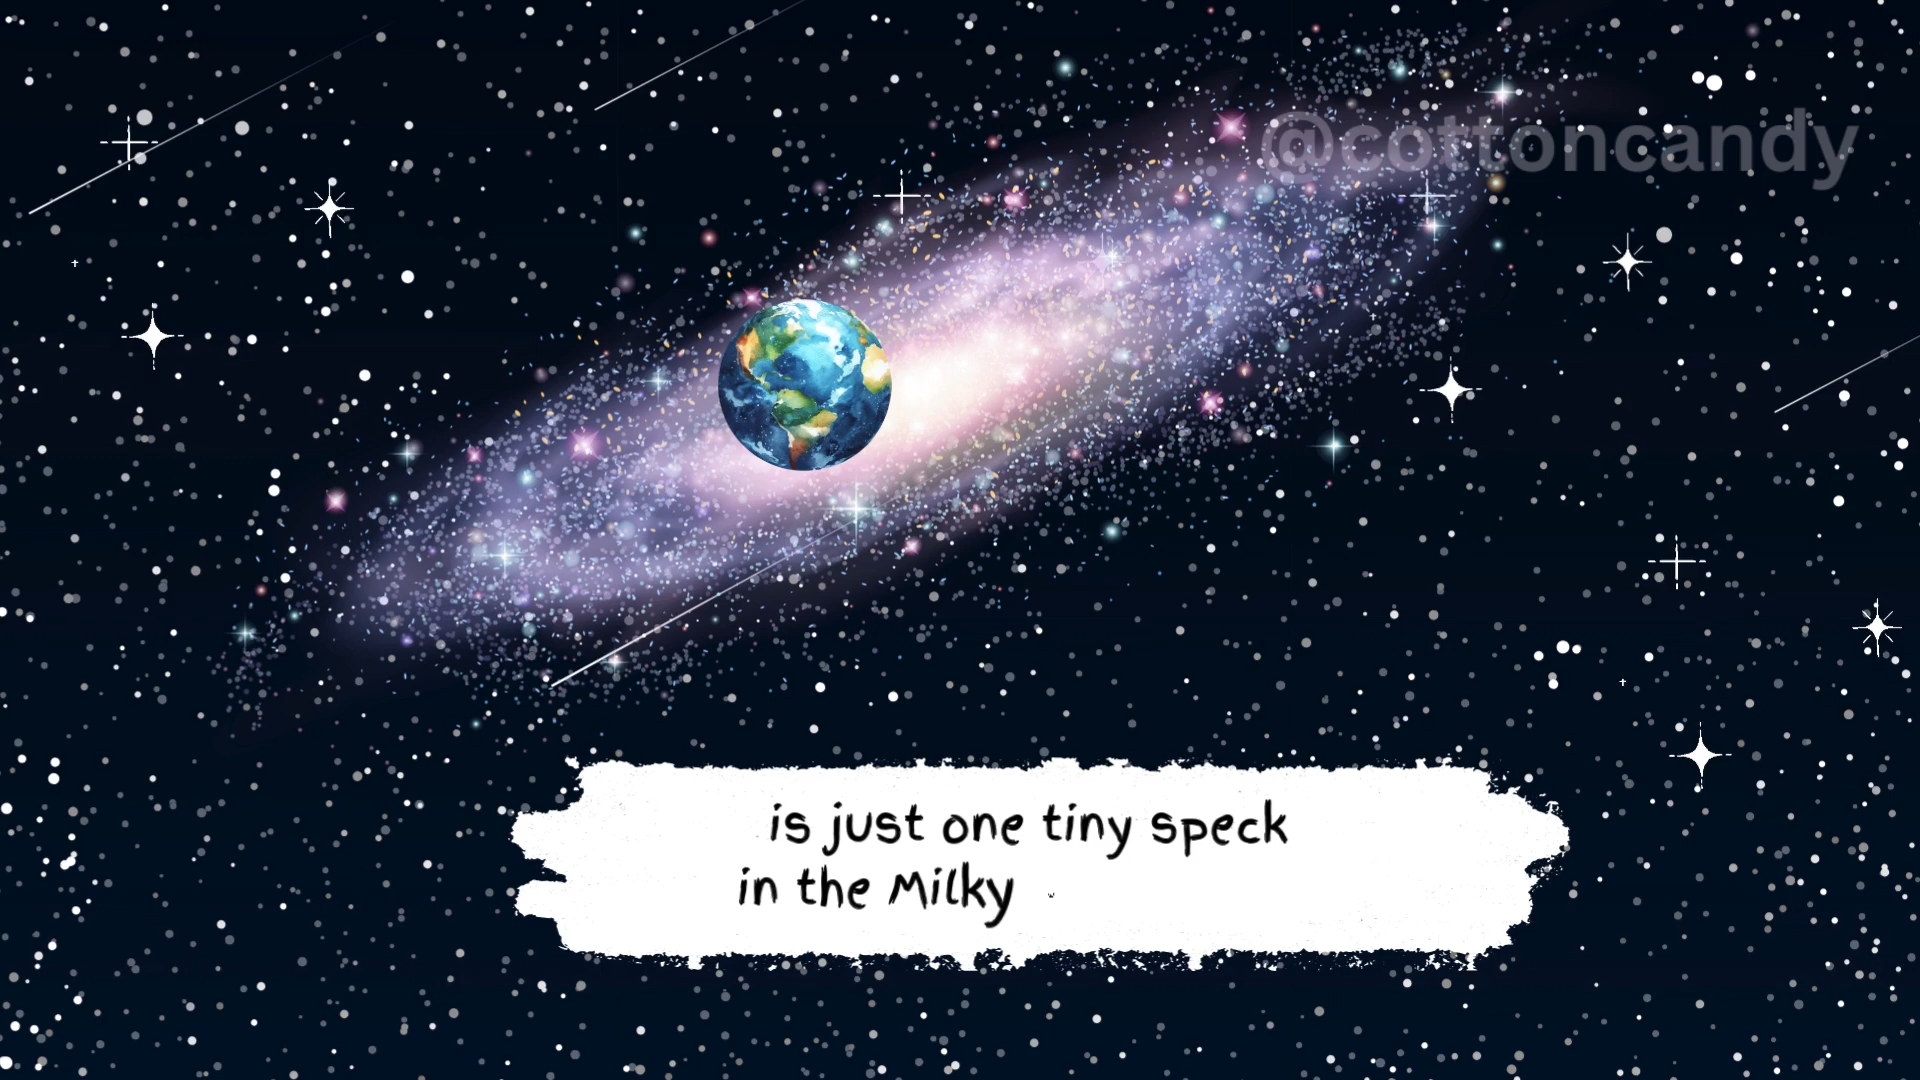 @cottoncandy
is just one tiny speck
in the Milky